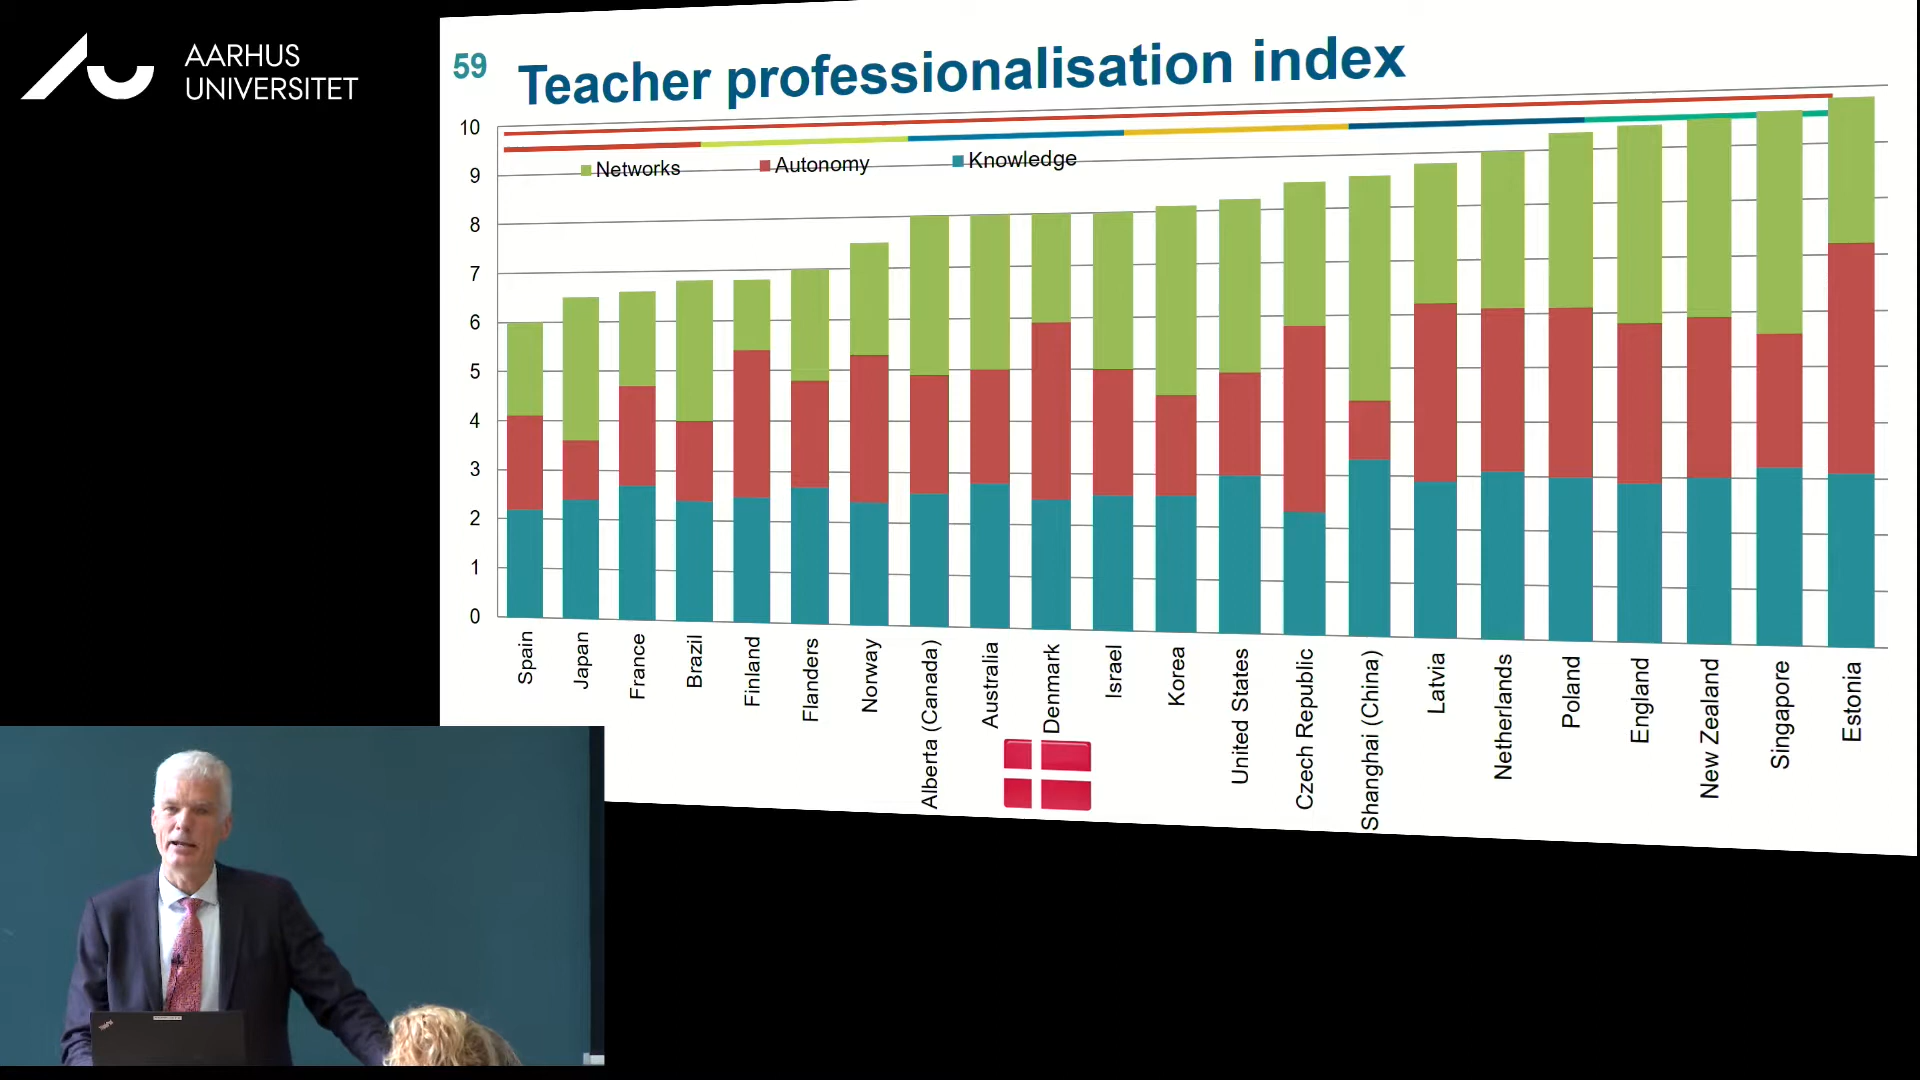 AARHUS
UNIVERSITET
59
Teacher professionalisation index
Networks
Autonomy
Knowledge
10
9
8
7
6
5
4
3
2
1
0
Spain
Japan
France
Brazil
Finland
Flanders
Norway
Alberta (Canada)
Australia
Denmark
Israel
Korea
United States
Czech Republic
Shanghai (China)
Latvia
Netherlands
Poland
England
New Zealand
Singapore
Estonia